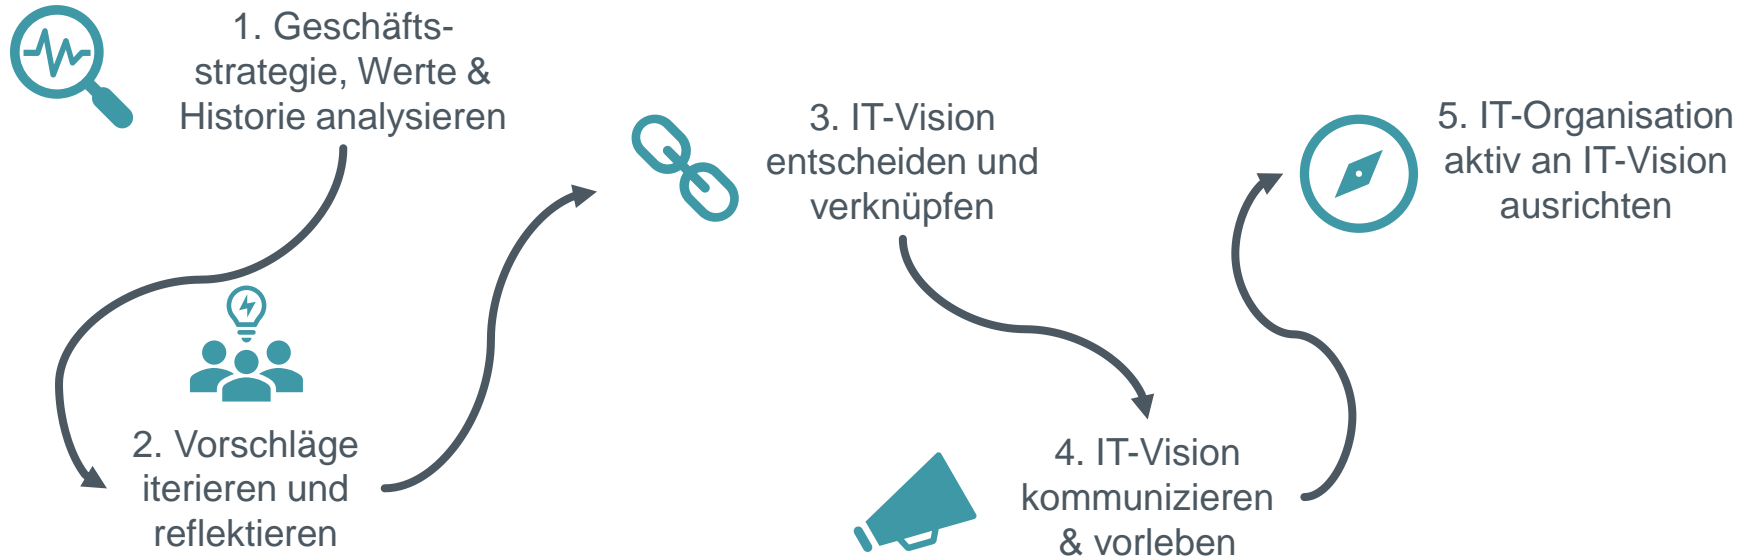 1. Geschäfts-
strategie, Werte &
Historie analysieren
2. Vorschläge
iterieren und
reflektieren
3. IT-Vision
entscheiden und
verknüpfen
4. IT-Vision
kommunizieren
& vorleben
5. IT-Organisation
aktiv an IT-Vision
ausrichten